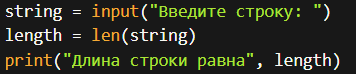 string = input("Введите строку: ")
length = len(string)
print("Длина строки равна", length)